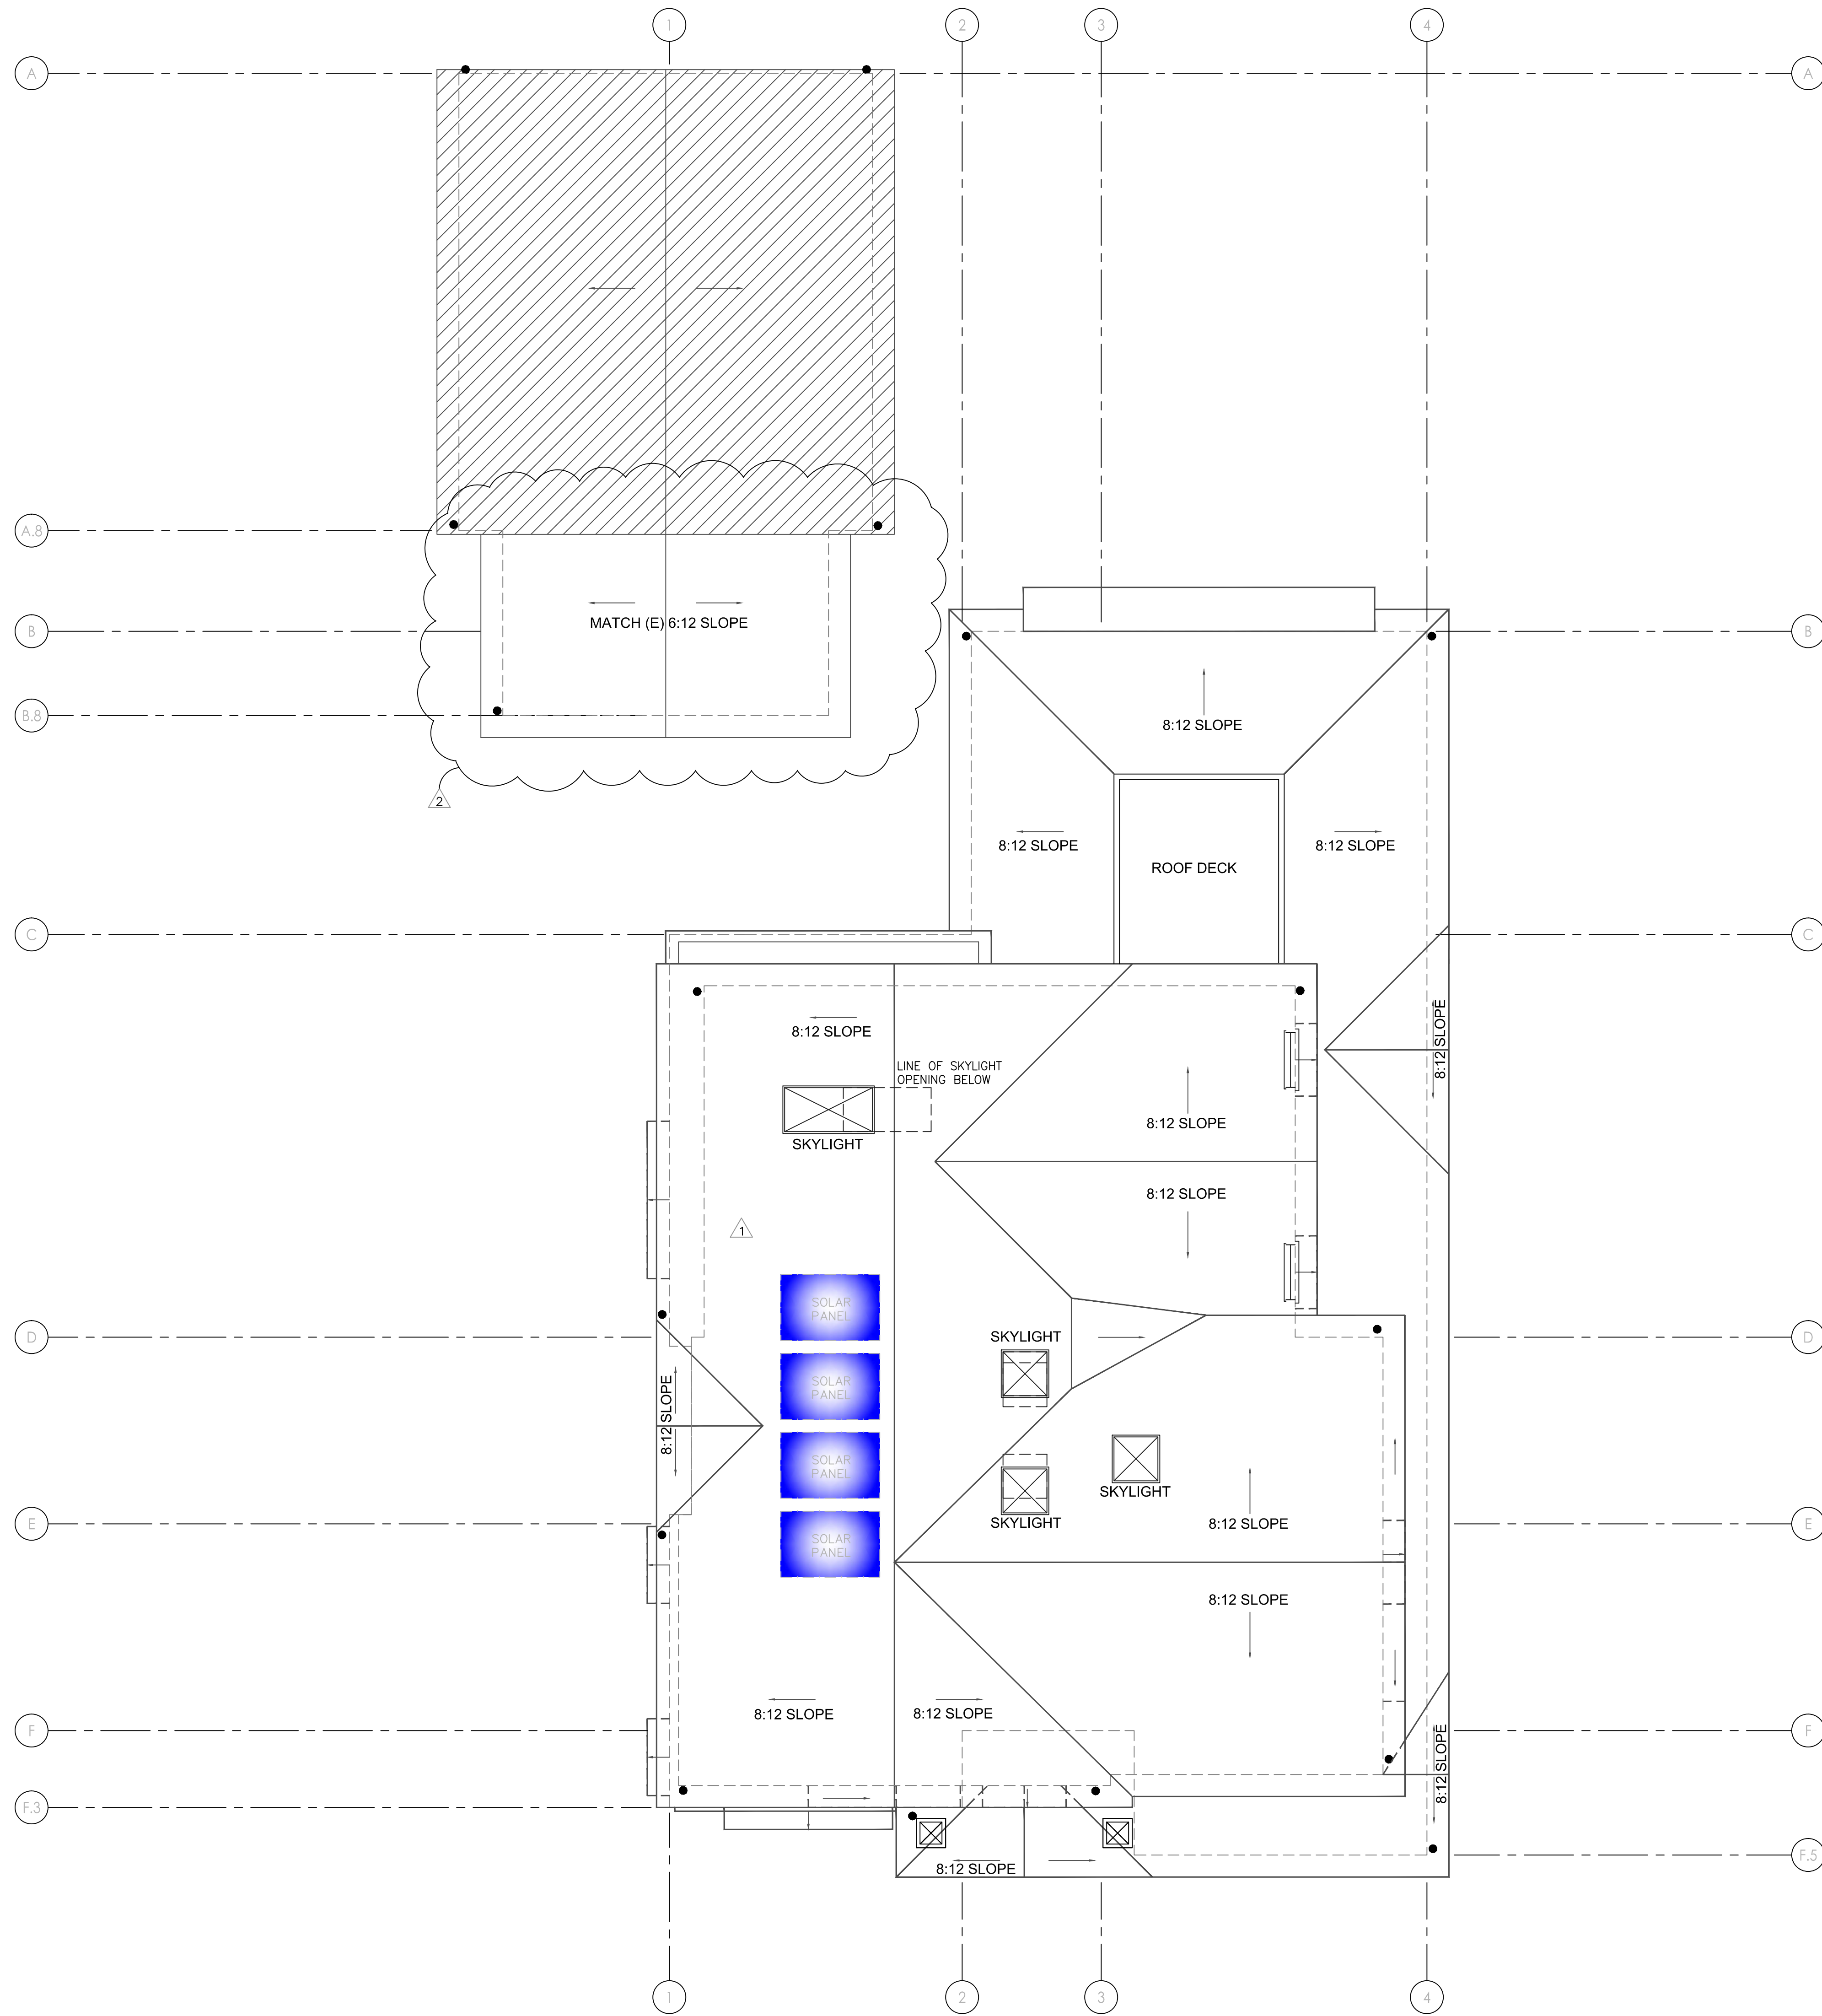 1
2
3
4
A
A
A.8
MATCH (E) 6:12 SLOPE
B
B
B.8
8:12 SLOPE
2
8:12 SLOPE
8:12 SLOPE
ROOF DECK
C
C
8:12 SLOPE
8:12 SLOPE
LINE OF SKYLIGHT
OPENING BELOW
8:12 SLOPE
SKYLIGHT
8:12 SLOPE
1
SOLAR
PANEL
D
SKYLIGHT
D
SOLAR
PANEL
8:12 SLOPE
SOLAR
PANEL
SKYLIGHT
SKYLIGHT
E
8:12 SLOPE
E
SOLAR
PANEL
8:12 SLOPE
8:12 SLOPE
8:12 SLOPE
F
F
8:12 SLOPE
F.3
F.5
8:12 SLOPE
1
2
3
4